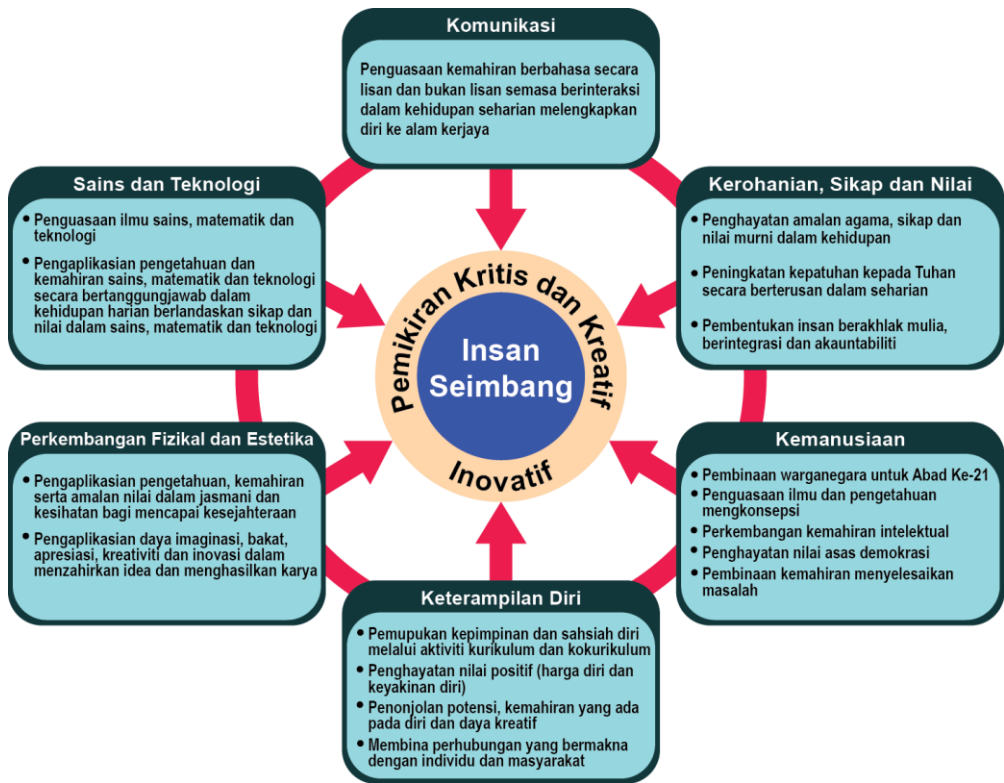 Komunikasi
Penguasaan kemahiran berbahasa secara
lisan dan bukan lisan semasa berinteraksi
dalam kehidupan seharian melengkapkan
diri ke alam kerjaya
Sains dan Teknologi
• Penguasaan ilmu sains, matematik dan
teknologi
• Pengaplikasian pengetahuan dan
kemahiran sains, matematik dan teknologi
secara bertanggungjawab dalam
kehidupan harian berlandaskan sikap dan
nilai dalam sains, matematik dan teknologi
Kerohanian, Sikap dan Nilai
• Penghayatan amalan agama, sikap dan
nilai murni dalam kehidupan
• Peningkatan kepatuhan kepada Tuhan
secara berterusan dalam seharian
• Pembentukan insan berakhlak mulia,
berintegrasi dan akauntabiliti
Pemikiran Kritis dan Kreatif
Insan
Seimbang
Inovatif
Perkembangan Fizikal dan Estetika
• Pengaplikasian pengetahuan, kemahiran
serta amalan nilai dalam jasmani dan
kesihatan bagi mencapai kesejahteraan
• Pengaplikasian daya imaginasi, bakat,
apresiasi, kreativiti dan inovasi dalam
menzahirkan idea dan menghasilkan karya
Kemanusiaan
• Pembinaan warganegara untuk Abad Ke-21
• Penguasaan ilmu dan pengetahuan
mengkonsepsi
• Perkembangan kemahiran intelektual
• Penghayatan nilai asas demokrasi
• Pembinaan kemahiran menyelesaikan
masalah
Keterampilan Diri
• Pemupukan kepimpinan dan sahsiah diri
melalui aktiviti kurikulum dan kokurikulum
• Penghayatan nilai positif (harga diri dan
keyakinan diri)
• Penonjolan potensi, kemahiran yang ada
pada diri dan daya kreatif
• Membina perhubungan yang bermakna
dengan individu dan masyarakat